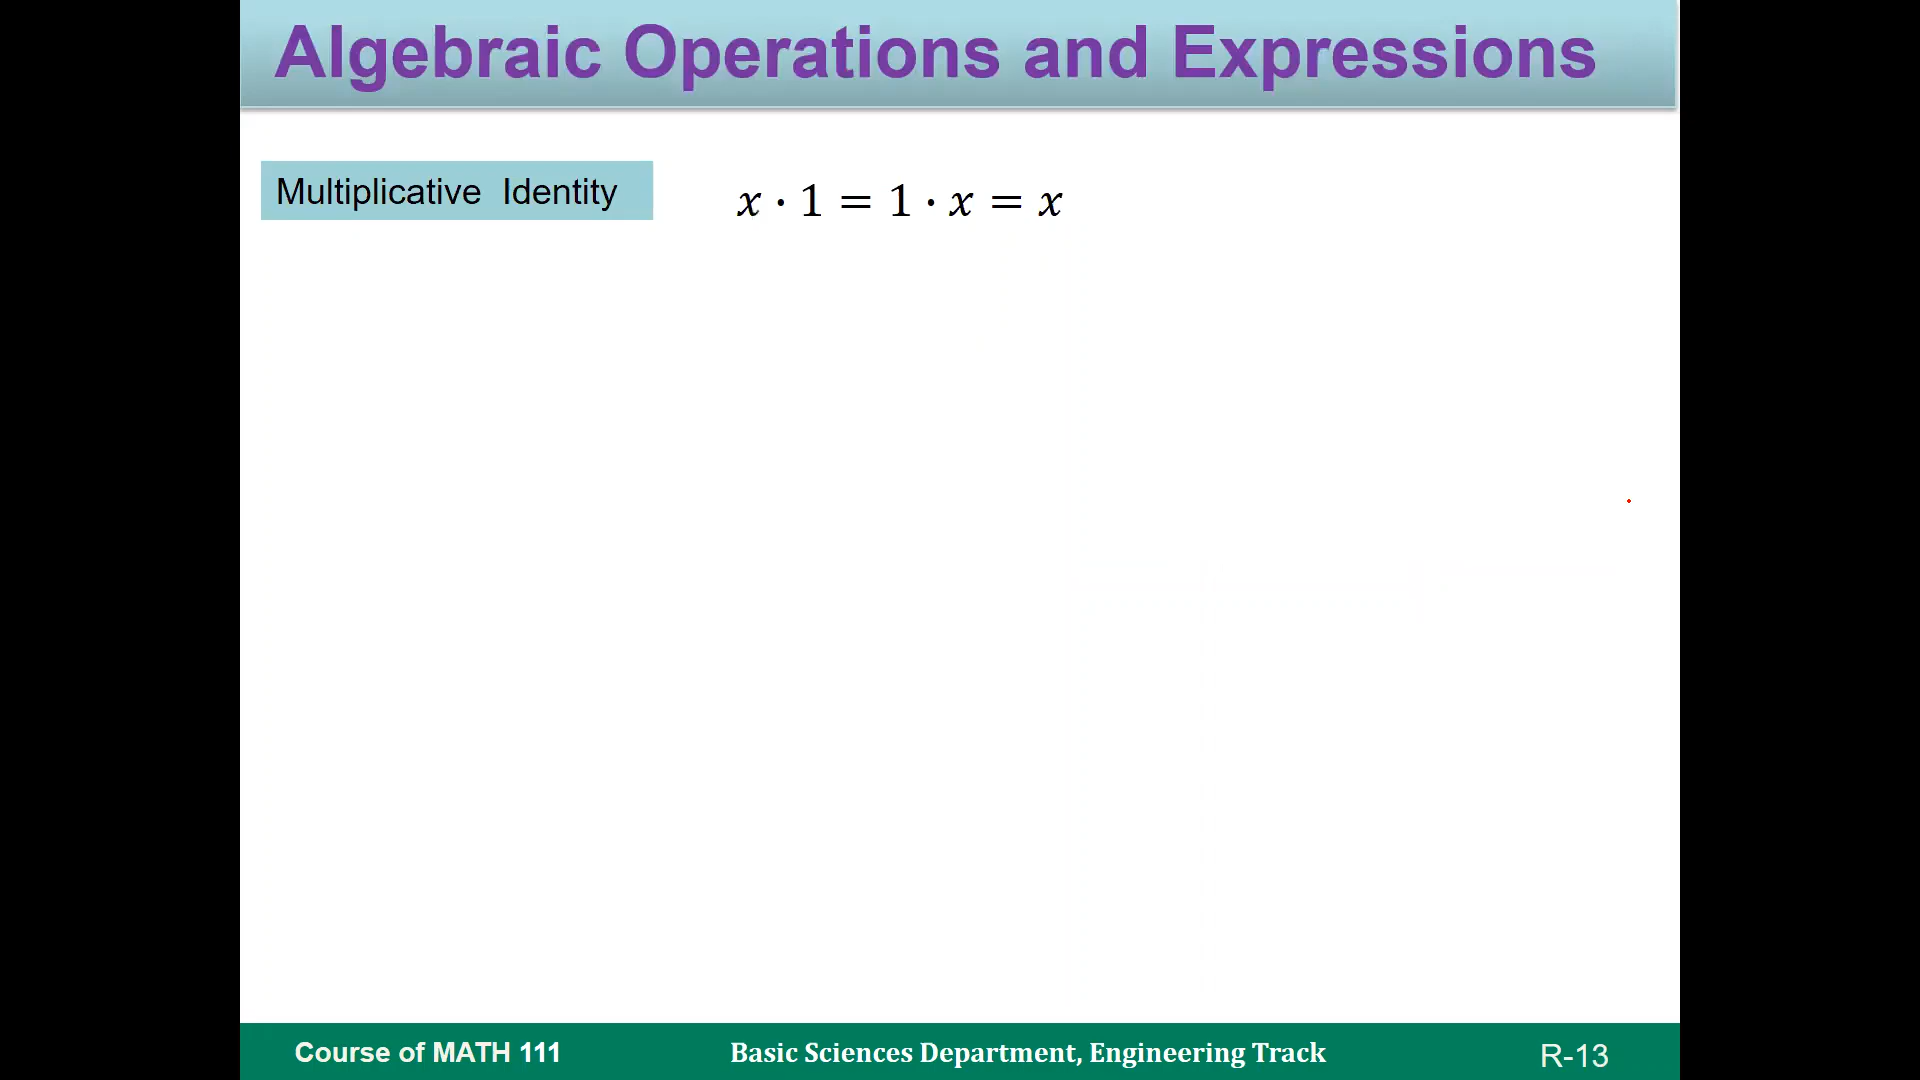 Algebraic Operations and Expressions
Multiplicative Identity
x · 1 = 1 · x = x
Course of MATH 111
Basic Sciences Department, Engineering Track
R-13